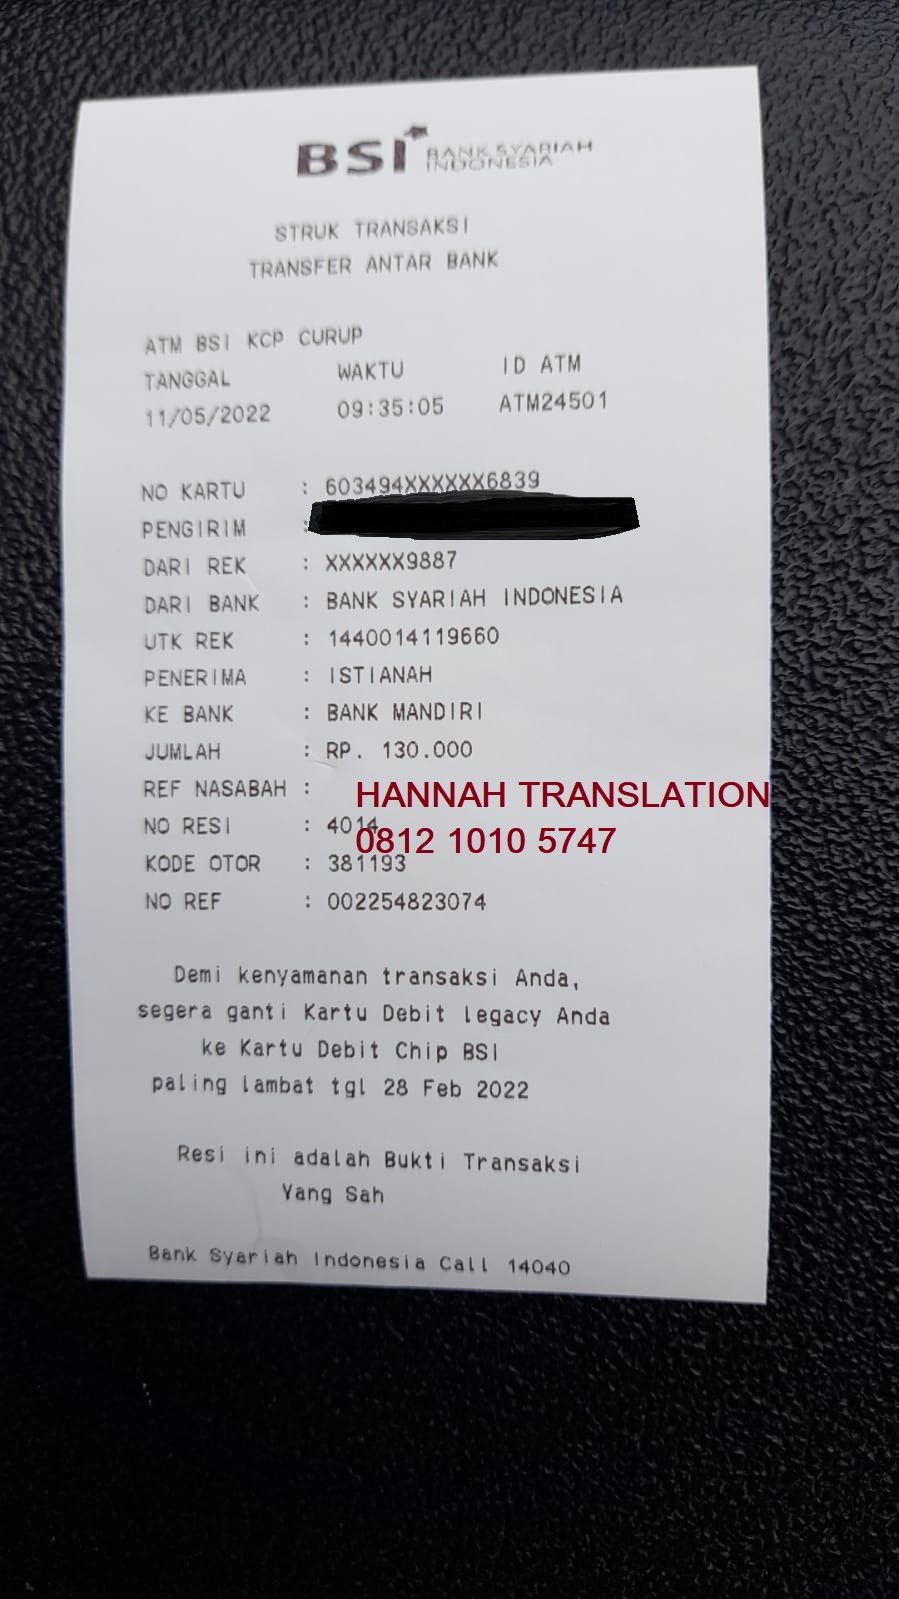 BSI BANK SYARIAH
INDONESIA
STRUK TRANSAKSI
TRANSFER ANTAR BANK
ATM BSI KCP CURUP
TANGGAL WAKTU ID ATM
11/05/2022 09:35:05 ATM24501
NO KARTU : 603494XXXXXX6839
PENGIRIM :
DARI REK : XXXXXX9887
DARI BANK : BANK SYARIAH INDONESIA
UTK REK : 1440014119660
PENERIMA : ISTIANAH
KE BANK : BANK MANDIRI
JUMLAH : RP. 130.000
REF NASABAH :
HANNAH TRANSLATION
NO RESI : 4014
0812 1010 5747
KODE OTOR : 381193
NO REF : 002254823074
Demi kenyamanan transaksi Anda,
segera ganti Kartu Debit legacy Anda
ke Kartu Debit Chip BSI
paling lambat tgl 28 Feb 2022
Resi ini adalah Bukti Transaksi
Yang Sah
Bank Syariah Indonesia Call 14040